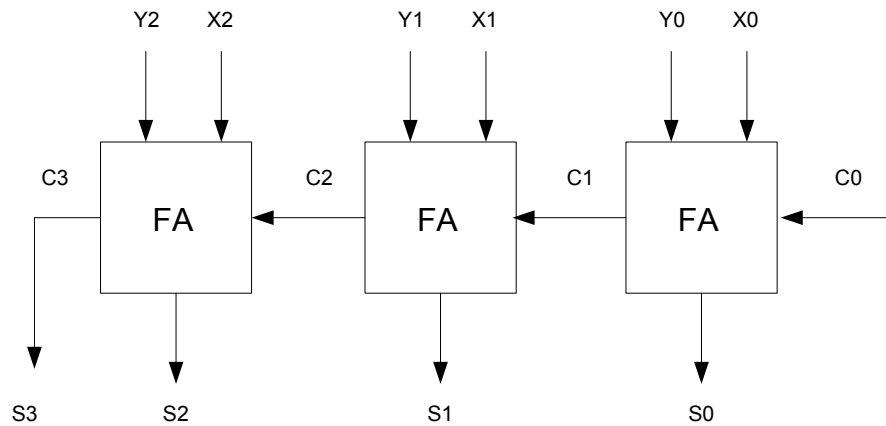 Y2 X2 Y1 X1 Y0 X0
C3 C2 C1 C0
FA FA FA
S3 S2 S1 S0